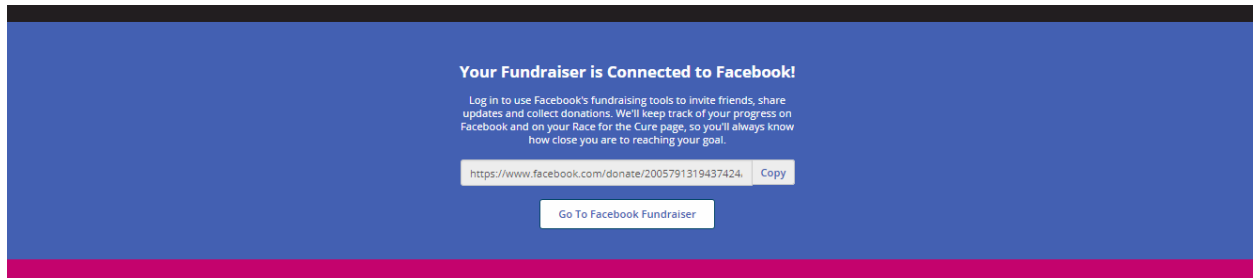 Your Fundraiser is Connected to Facebook!
Log in to use Facebook's fundraising tools to invite friends, share
updates and collect donations. We'll keep track of your progress on
Facebook and on your Race for the Cure page, so you'll always know
how close you are to reaching your goal.
https://www.facebook.com/donate/2005791319437424. Copy
Go To Facebook Fundraiser